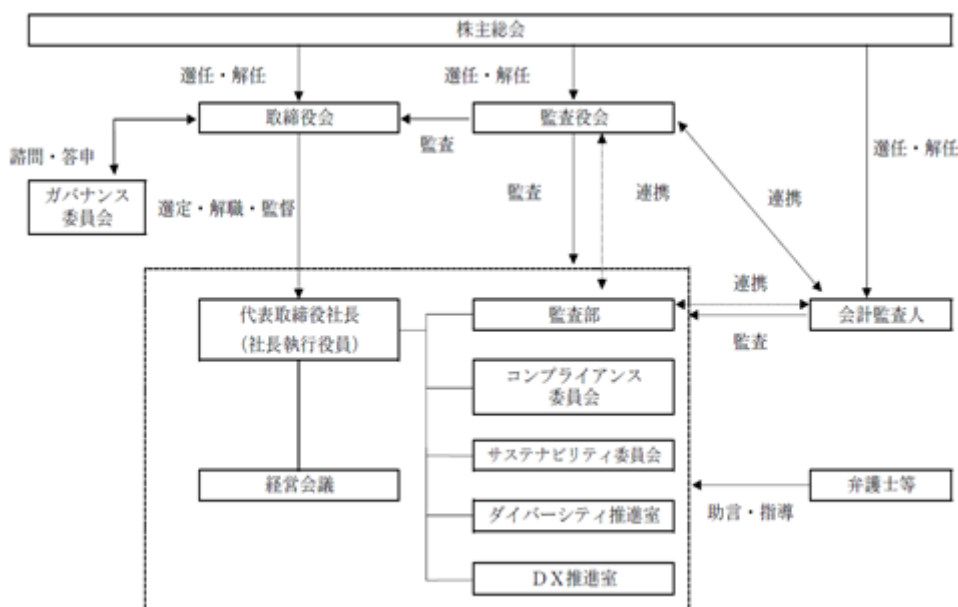 株主総会
選任・解任
選任・解任
取締役会
監査役会
監査
選任・解任
諮問・答申
ガバナンス
委員会
選定・解職・監督
監査
連携
連携
代表取締役社長
(社長執行役員)
監査部
連携
監査
会計監査人
コンプライアンス
委員会
サステナビリティ委員会
経営会議
弁護士等
助言・指導
ダイバーシティ推進室
DX推進室